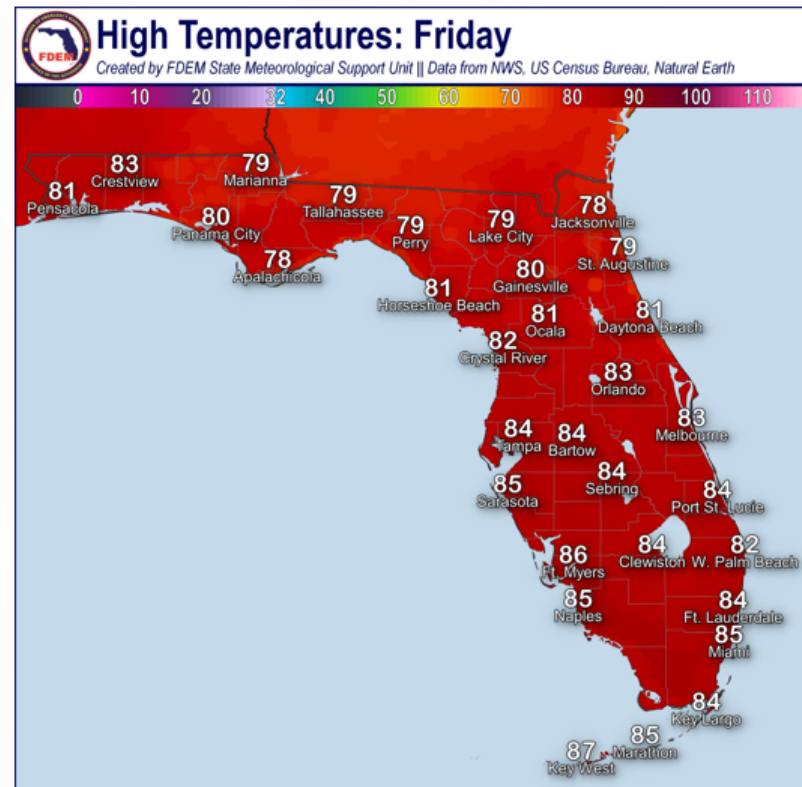 High Temperatures: Friday
Created by FDEM State Meteorological Support Unit || Data from NWS, US Census Bureau, Natural Earth
FDEM
0 10 20 32 40 50 60 70 80 90 100 110
83
Crestview
79
Marianna
81
Pensacola
79
Tallahassee
80
Panama City
79
Perry
79
Lake City
78
Jacksonville
78
Apalachicola
79
St. Augustine
80
Gainesville
81
Horseshoe Beach
81
Ocala
81
Daytona Beach
82
Crystal River
83
Orlando
83
Melbourne
84
Tampa
84
Bartow
84
Sebring
85
Sarasota
84
Port St. Lucie
86
Ft. Myers
84
Clewiston
82
W. Palm Beach
85
Naples
84
Ft. Lauderdale
85
Miami
84
Key Largo
85
Marathon
87
Key West